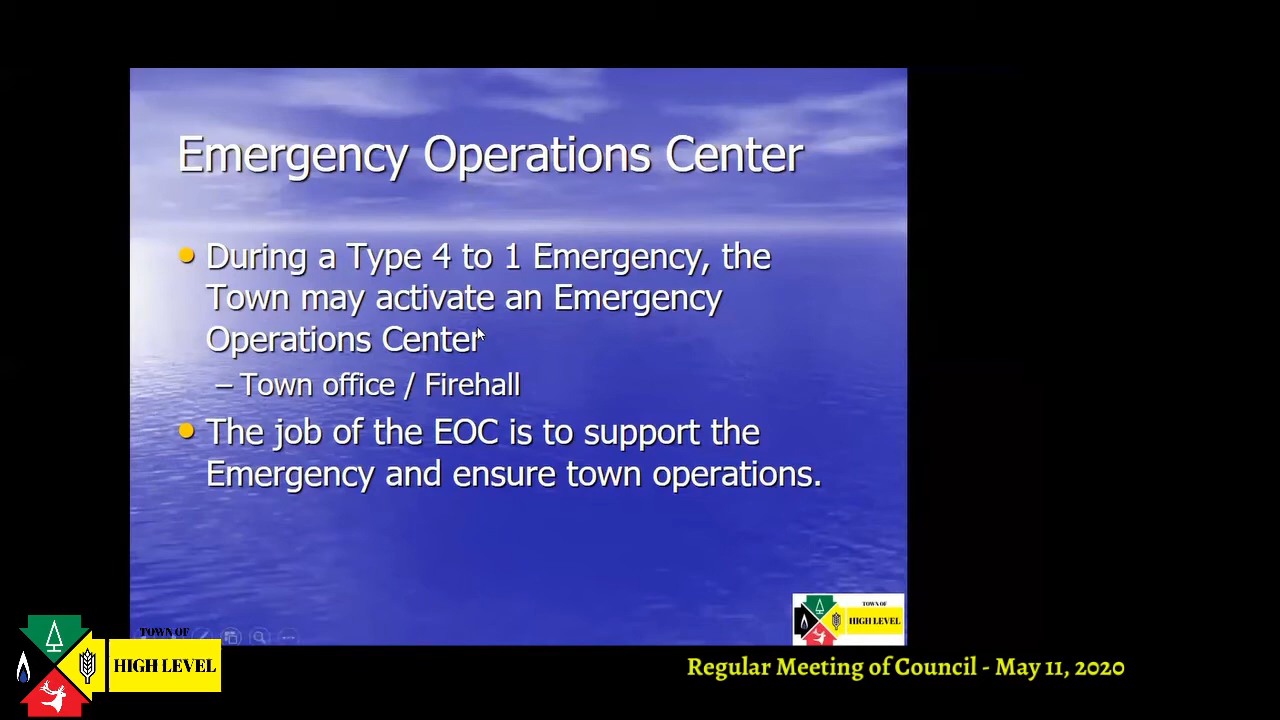 Emergency Operations Center
• During a Type 4 to 1 Emergency, the
Town may activate an Emergency
Operations Center
– Town office / Firehall
• The job of the EOC is to support the
Emergency and ensure town operations.
TOWN OF
HIGH LEVEL
TOWN OF
HIGH LEVEL
Regular Meeting of Council - May 11, 2020